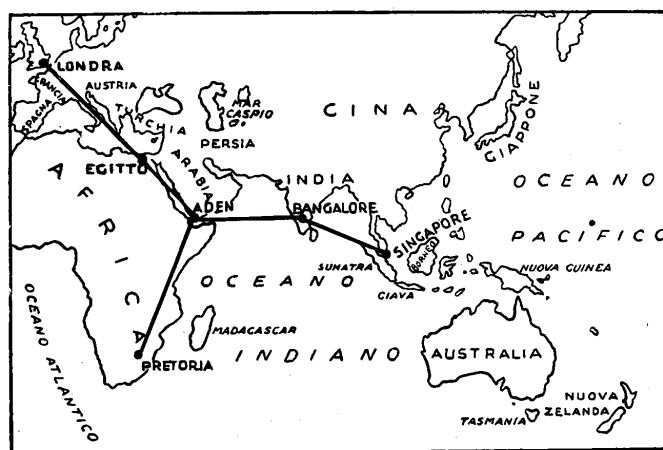 LONDRA
FRANCIA
SPAGNA
AUSTRIA
TURCHIA
MAR
CASPIO
PERSIA
CINA
GIAPPONE
EGITTO
ARABIA
INDIA
OCEANO
PACIFICO
AFRICA
ADEN
BANGALORE
SINGAPORE
BORNEO
SUMATRA
GIAVA
NUOVA GUINEA
OCEANO
INDIANO
MADAGASCAR
PRETORIA
OCEANO ATLANTICO
AUSTRALIA
TASMANIA
NUOVA
ZELANDA